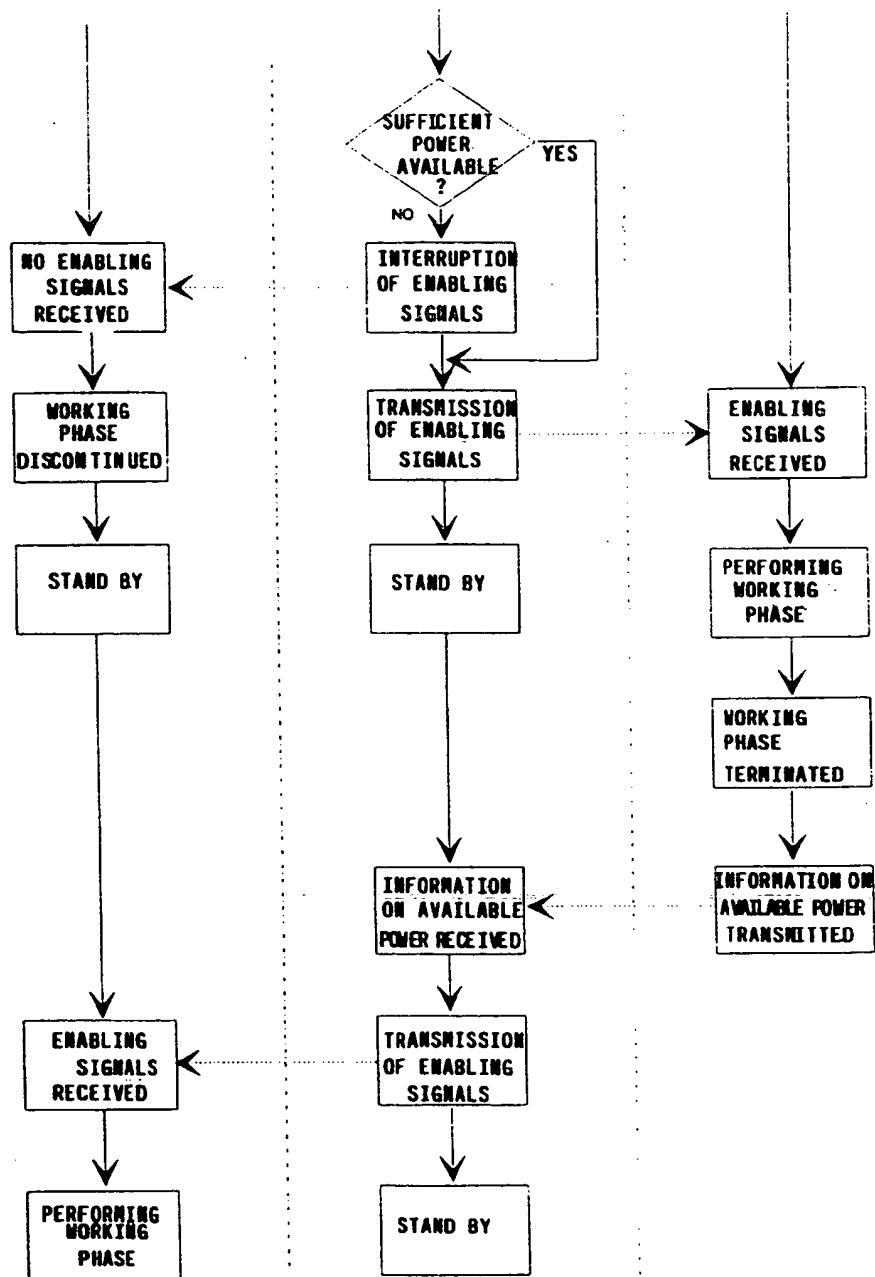 SUFFICIENT
POWER
AVAILABLE
?
YES
NO
NO ENABLING
SIGNALS
RECEIVED
INTERRUPTION
OF ENABLING
SIGNALS
WORKING
PHASE
DISCONTINUED
TRANSMISSION
OF ENABLING
SIGNALS
ENABLING
SIGNALS
RECEIVED
STAND BY
STAND BY
PERFORMING
WORKING
PHASE
WORKING
PHASE
TERMINATED
INFORMATION
ON AVAILABLE
POWER RECEIVED
INFORMATION ON
AVAILABLE POWER
TRANSMITTED
ENABLING
SIGNALS
RECEIVED
TRANSMISSION
OF ENABLING
SIGNALS
PERFORMING
WORKING
PHASE
STAND BY